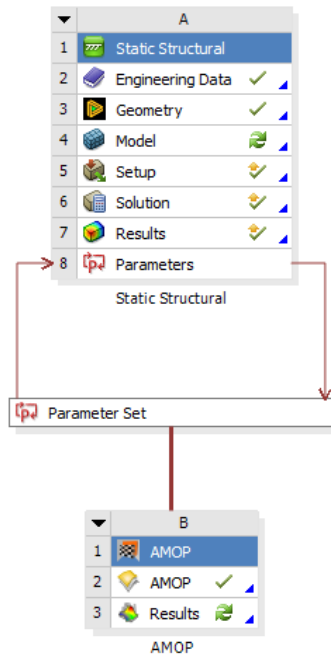 A
1 Static Structural
2 Engineering Data
3 Geometry
4 Model
5 Setup
6 Solution
7 Results
8 Parameters
Static Structural
Parameter Set
B
1 AMOP
2 AMOP
3 Results
AMOP